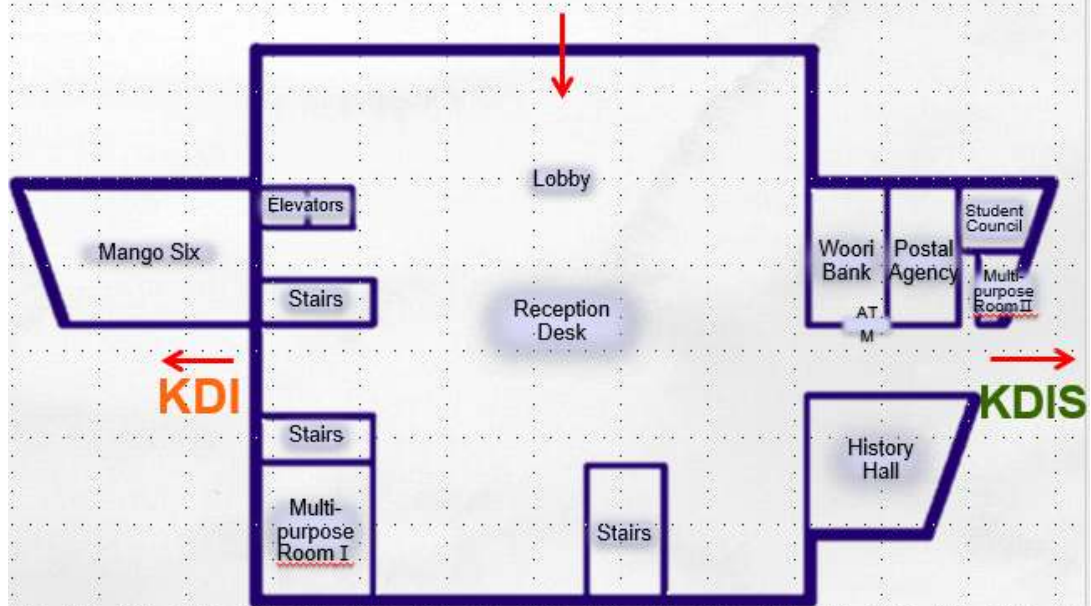 Lobby
Elevators
Mango Six
Stairs
Reception
Desk
Woori
Bank
Postal
Agency
Student
Council
Multi-
purpose
Room II
AT
M
KDI
KDIS
Stairs
Multi-
purpose
Room I
Stairs
History
Hall